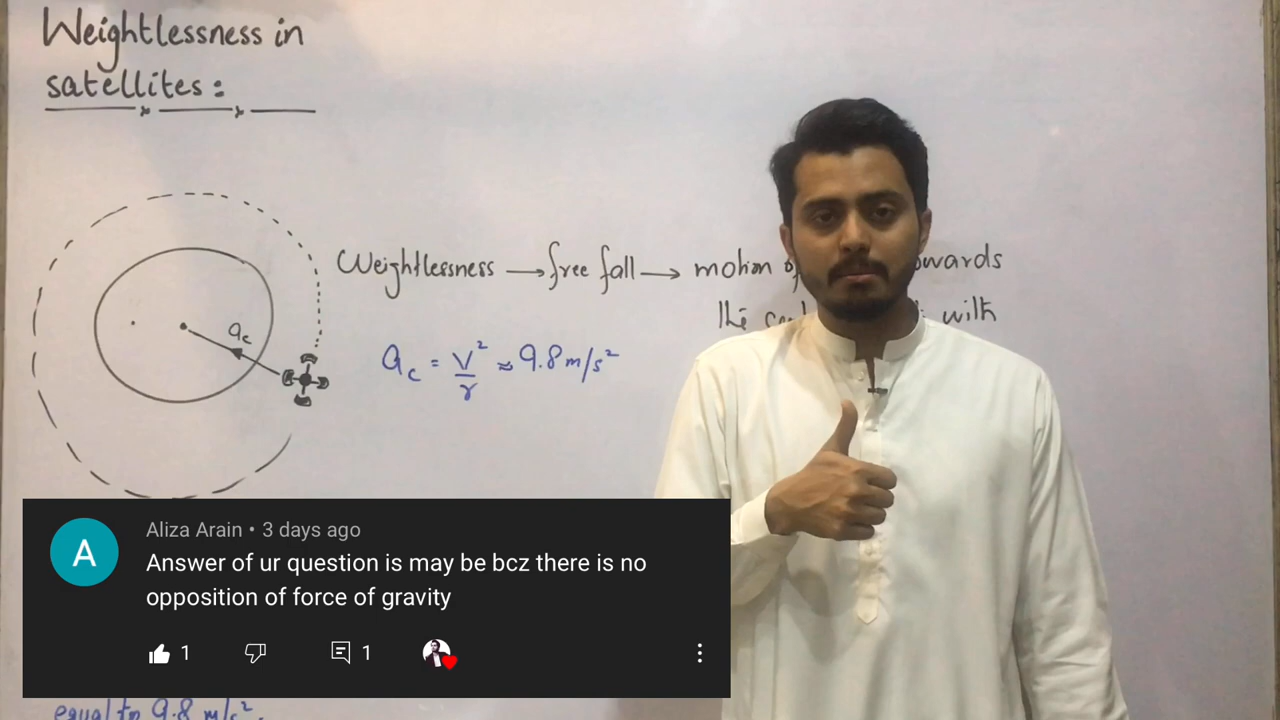 Weightlessness in
satellites :
Weightlessness → free fall → motion of
the with
ac
ac = v²/r ≈ 9.8 m/s²
A
Aliza Arain • 3 days ago
Answer of ur question is may be bcz there is no
opposition of force of gravity
1
1
equal to 9.8 m/s².